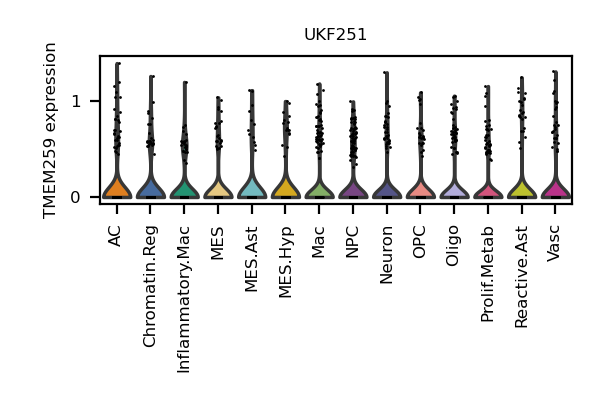 UKF251
TMEM259 expression
1
0
AC
Chromatin.Reg
Inflammatory.Mac
MES
MES.Ast
MES.Hyp
Mac
NPC
Neuron
OPC
Oligo
Prolif.Metab
Reactive.Ast
Vasc